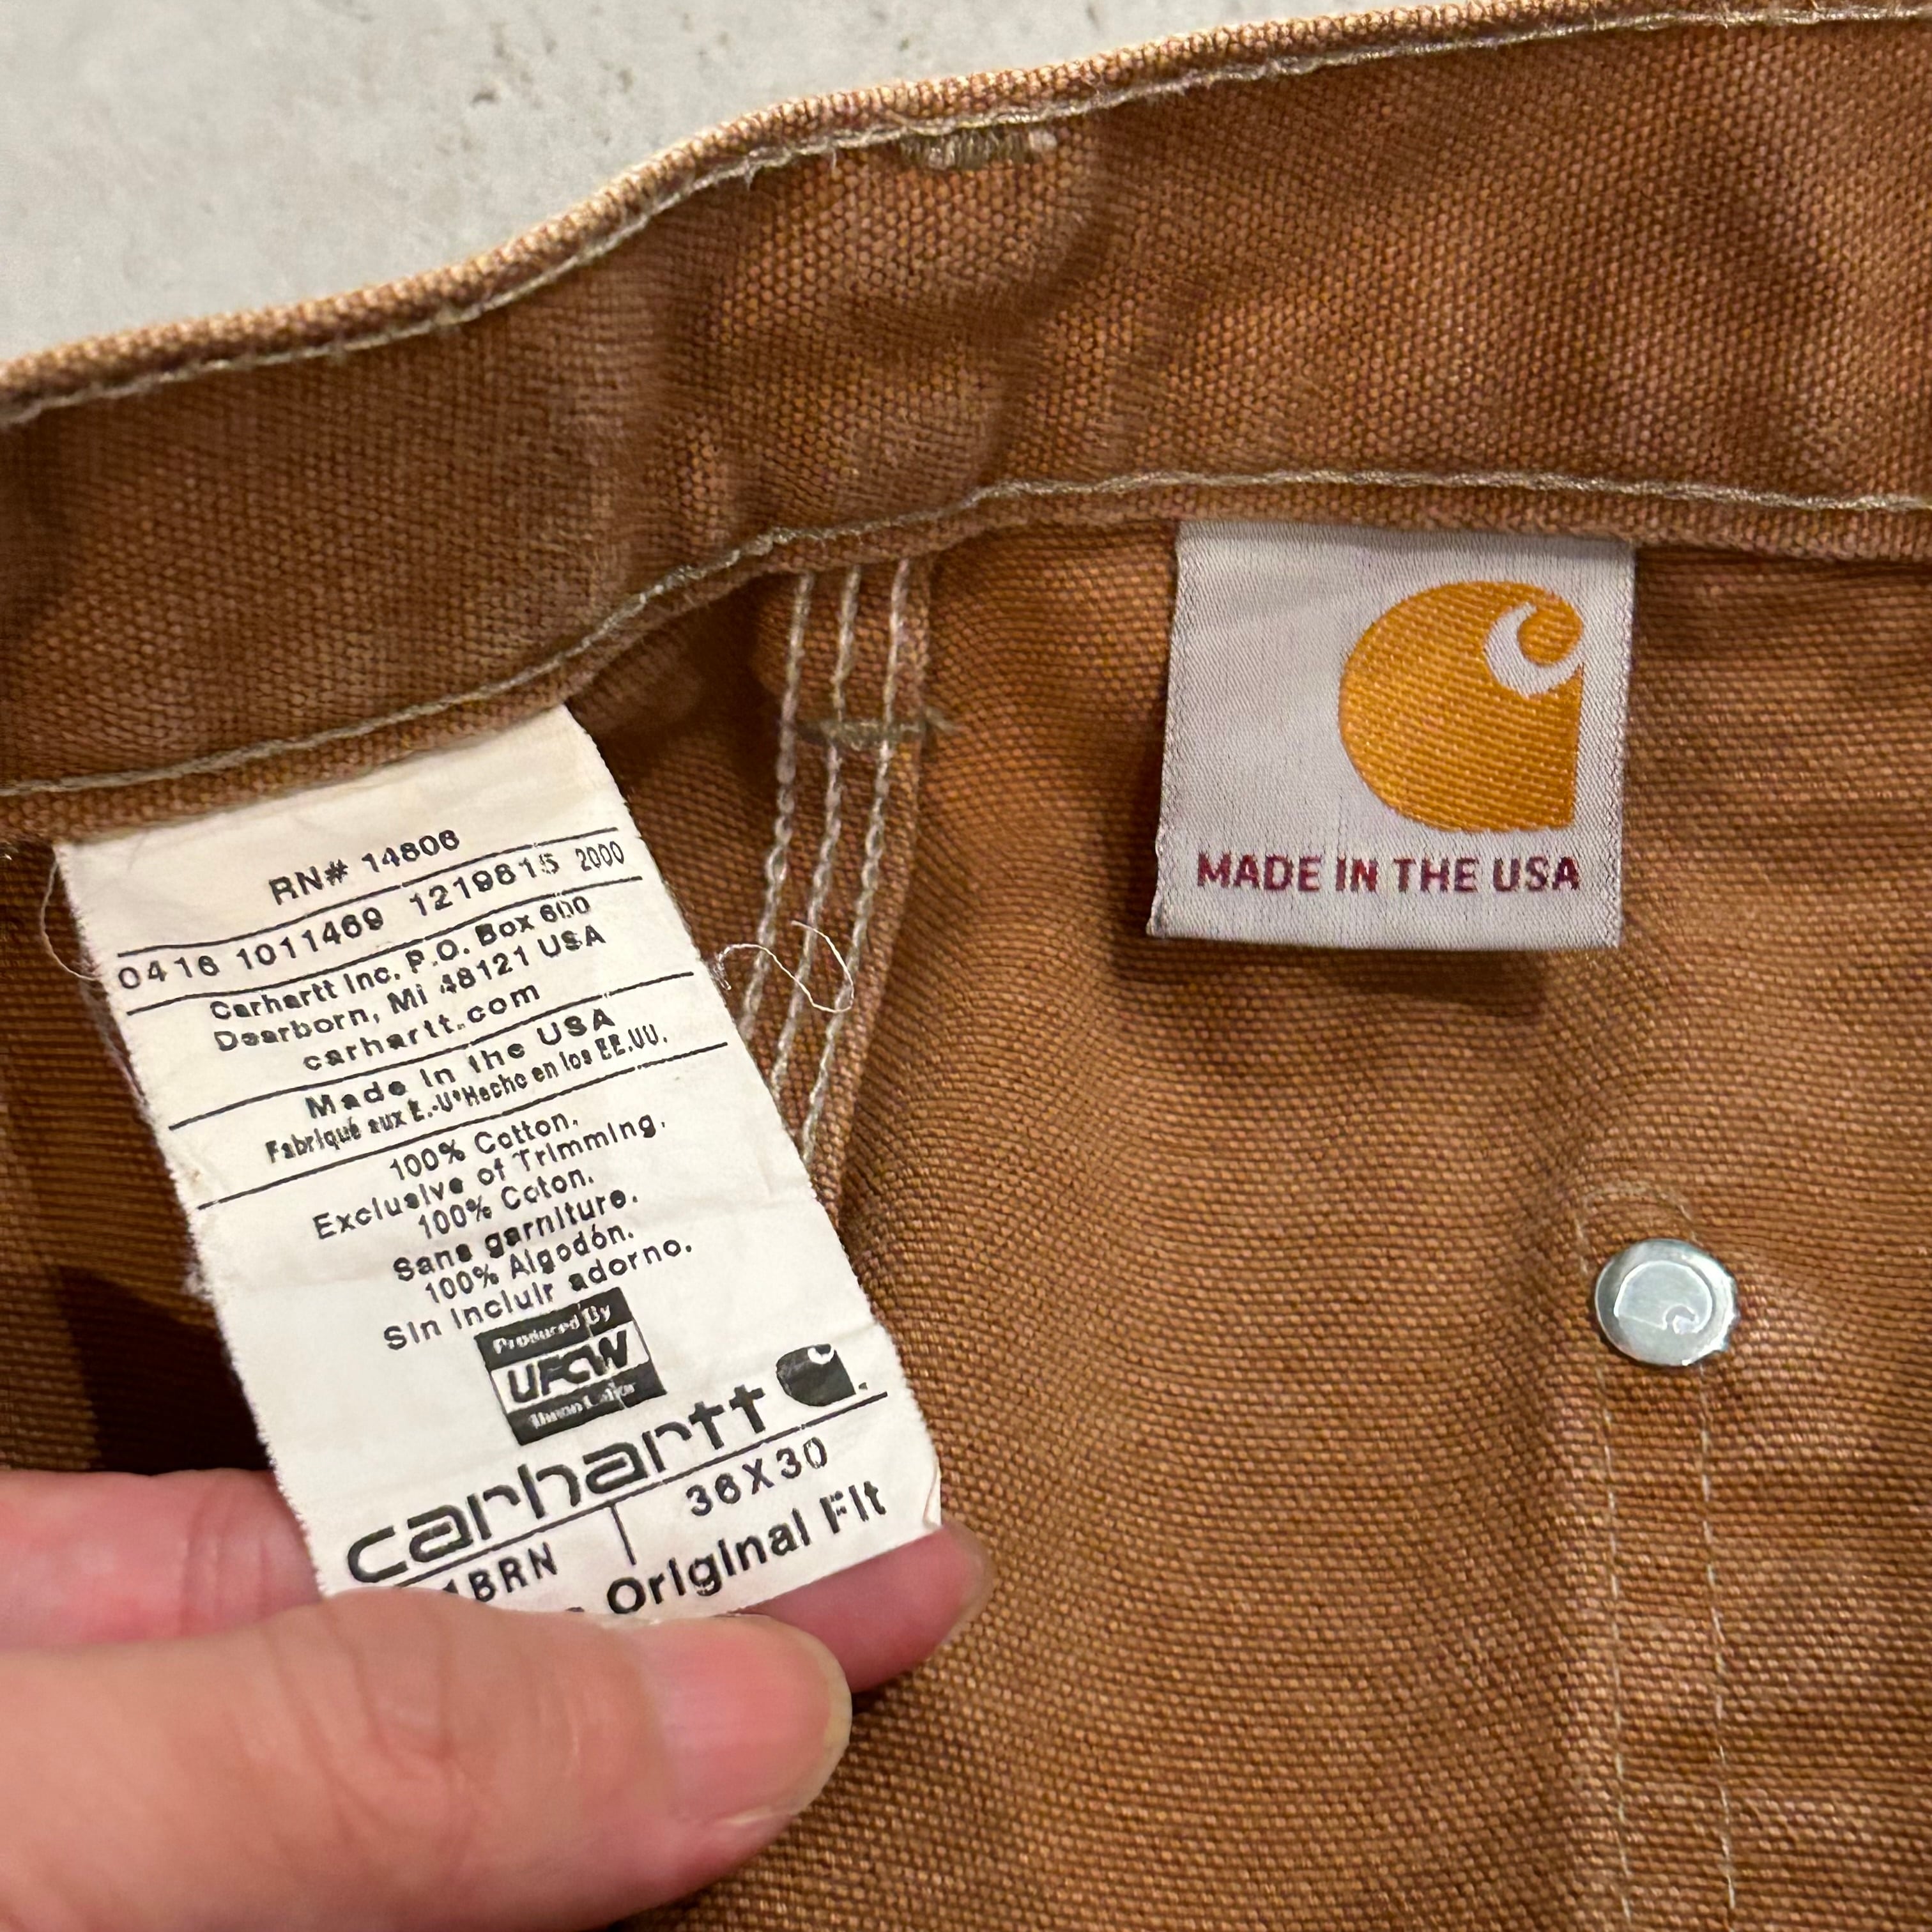 RN# 14806
0416 1011469 1219815 2000
Carhartt Inc. P.O. Box 600
Dearborn, Mi 48121 USA
carhartt.com
Made in the USA
Fabriqué aux E.-U*Hecho en los EE.UU.
100% Cotton.
Exclusive of Trimming.
100% Coton.
Sans garniture.
100% Algodón.
Sin incluir adorno.
Produced By
UFCW
Union Labor
carhartt
BRN 36X30
Original Fit
MADE IN THE USA